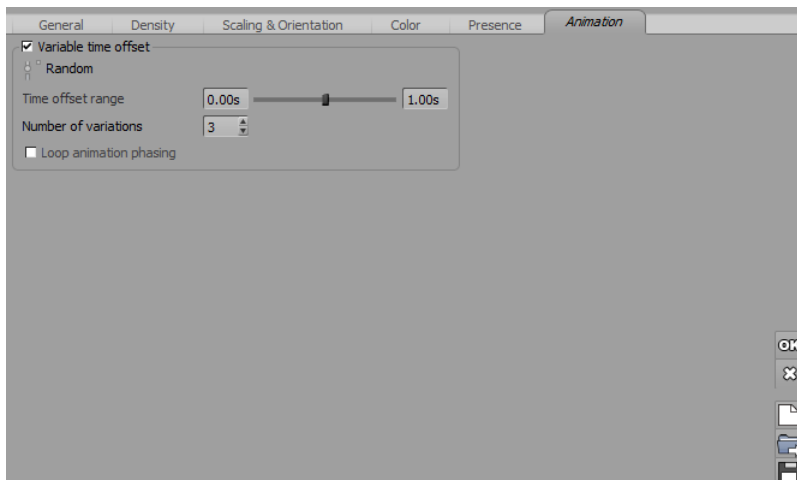 General Density Scaling & Orientation Color Presence Animation
Variable time offset
Random
Time offset range 0.00s 1.00s
Number of variations 3
Loop animation phasing
OK